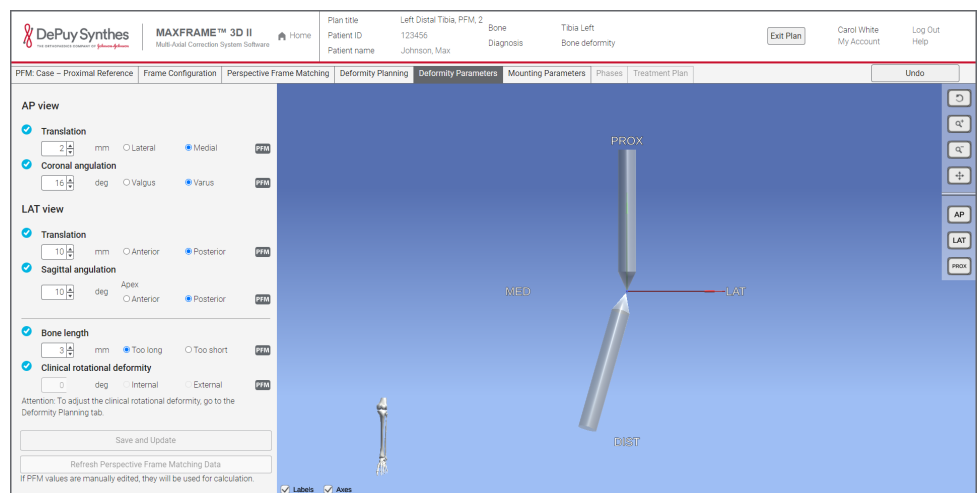 DePuy Synthes
THE ORTHOPAEDICS COMPANY OF Johnson & Johnson
MAXFRAME™ 3D II
Multi-Axial Correction System Software
Home
Plan title Left Distal Tibia, PFM, 2
Patient ID 123456
Patient name Johnson, Max
Bone Tibia Left
Diagnosis Bone deformity
Exit Plan
Carol White
My Account
Log Out
Help
PFM: Case – Proximal Reference Frame Configuration Perspective Frame Matching Deformity Planning Deformity Parameters Mounting Parameters Phases Treatment Plan Undo
AP view
Translation
2 mm Lateral Medial PFM
Coronal angulation
16 deg Valgus Varus PFM
LAT view
Translation
10 mm Anterior Posterior PFM
Sagittal angulation
Apex
10 deg Anterior Posterior PFM
Bone length
3 mm Too long Too short PFM
Clinical rotational deformity
0 deg Internal External PFM
Attention: To adjust the clinical rotational deformity, go to the
Deformity Planning tab.
Save and Update
Refresh Perspective Frame Matching Data
If PFM values are manually edited, they will be used for calculation.
PROX
MED
LAT
DIST
Labels Axes
AP
LAT
PROX